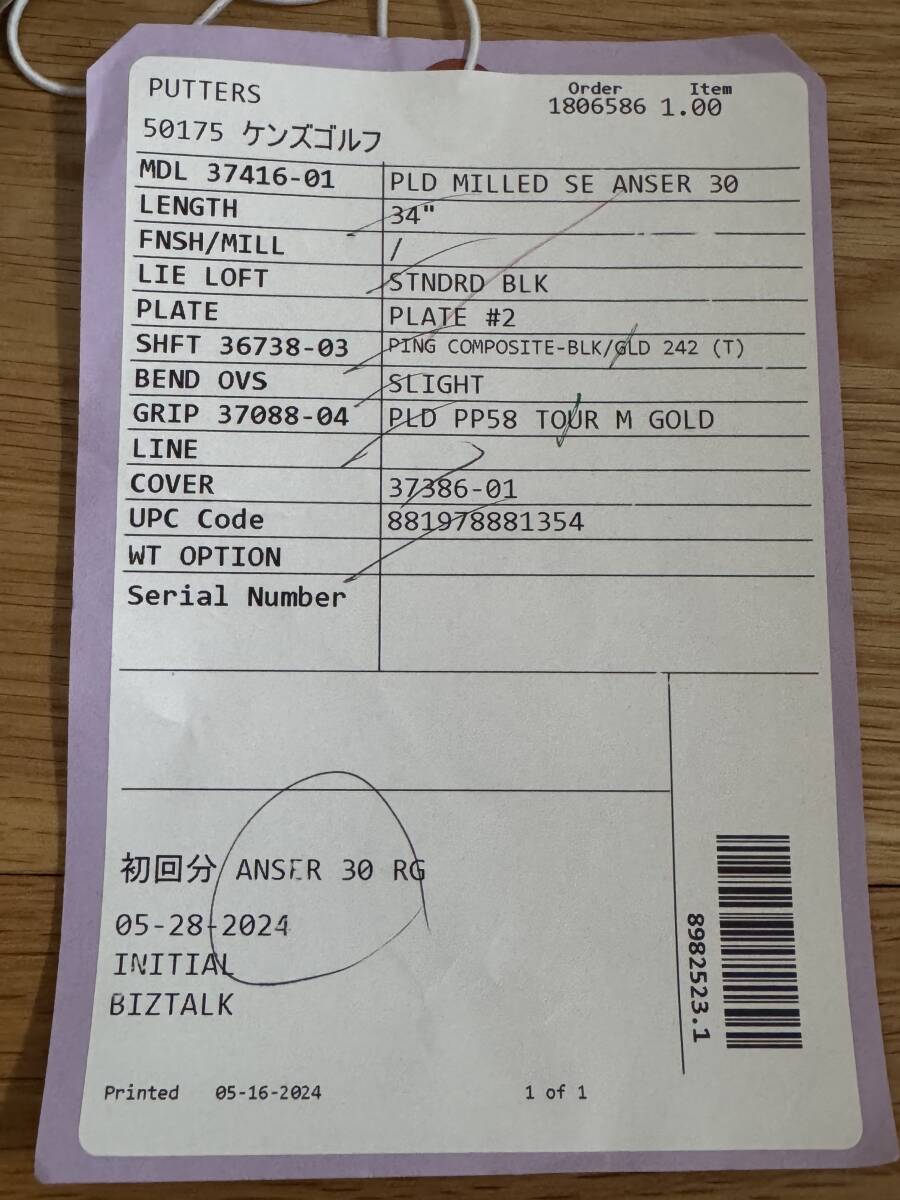 PUTTERS
Order Item
1806586 1.00
50175 ケンズゴルフ
MDL 37416-01 PLD MILLED SE ANSER 30
LENGTH 34"
FNSH/MILL /
LIE LOFT STNDRD BLK
PLATE PLATE #2
SHFT 36738-03 PING COMPOSITE-BLK/GLD 242 (T)
BEND OVS SLIGHT
GRIP 37088-04 PLD PP58 TOUR M GOLD
LINE
COVER 37386-01
UPC Code 881978881354
WT OPTION
Serial Number
初回分 ANSER 30 RG
05-28-2024
INITIAL
BIZTALK
8982523.1
Printed 05-16-2024 1 of 1